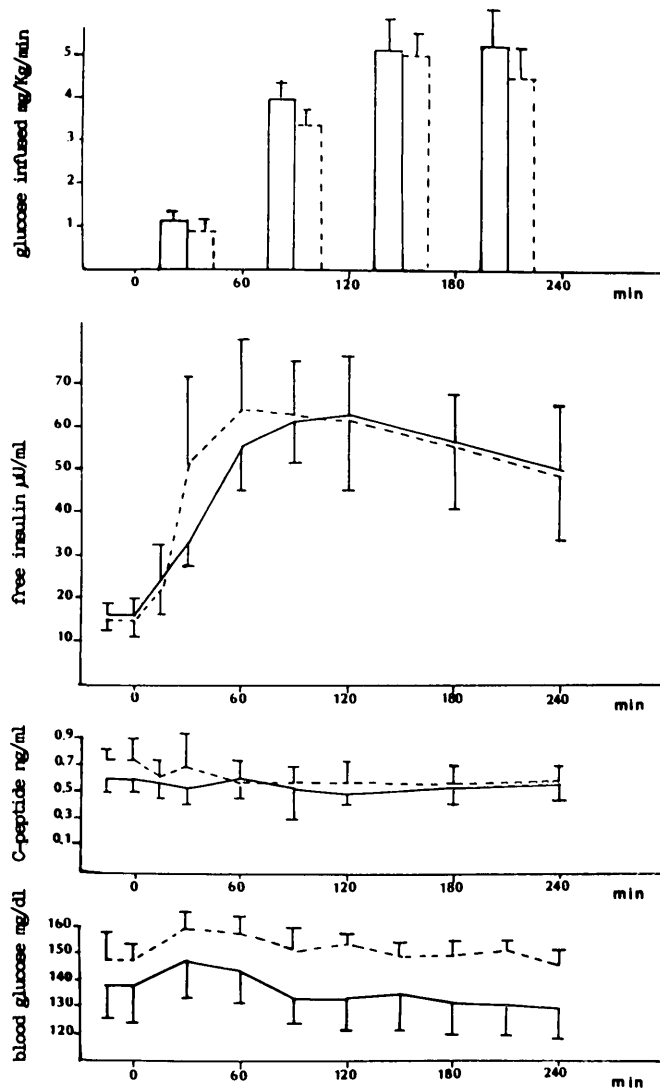 glucose infused mg/Kg/min
5
4
3
2
1
0 60 120 180 240 min
free insulin µU/ml
70
60
50
40
30
20
10
0 60 120 180 240 min
C-peptide ng/ml
0.9
0.7
0.5
0.3
0.1
0 60 120 180 240 min
blood glucose mg/dl
160
150
140
130
120
0 60 120 180 240 min